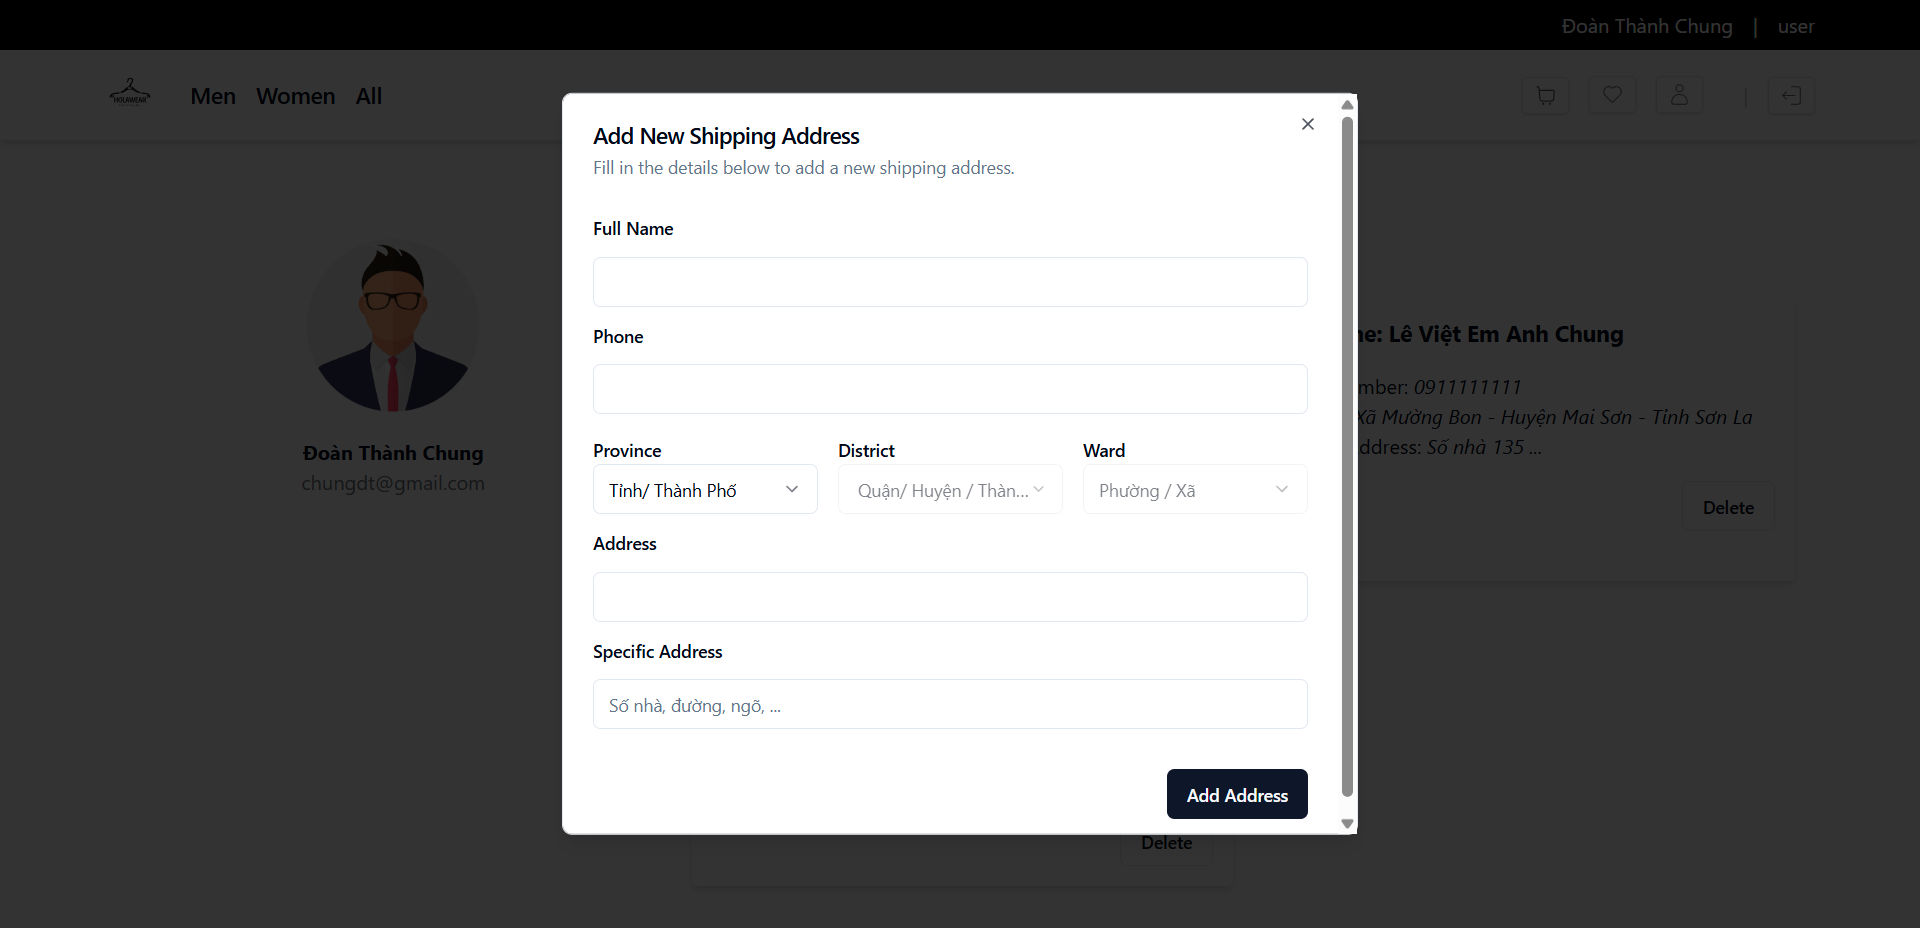 Đoàn Thành Chung | user
HOLAWEAR
Men Women All
Add New Shipping Address
Fill in the details below to add a new shipping address.
Full Name
Phone
Province District Ward
Tỉnh/ Thành Phố Quận/ Huyện / Thàn... Phường / Xã
Address
Specific Address
Số nhà, đường, ngõ, ...
Add Address
Đoàn Thành Chung
chungdt@gmail.com
: Lê Việt Em Anh Chung
0911111111
Xã Mường Bon - Huyện Mai Sơn - Tỉnh Sơn La
Số nhà 135 ...
Delete
Delete